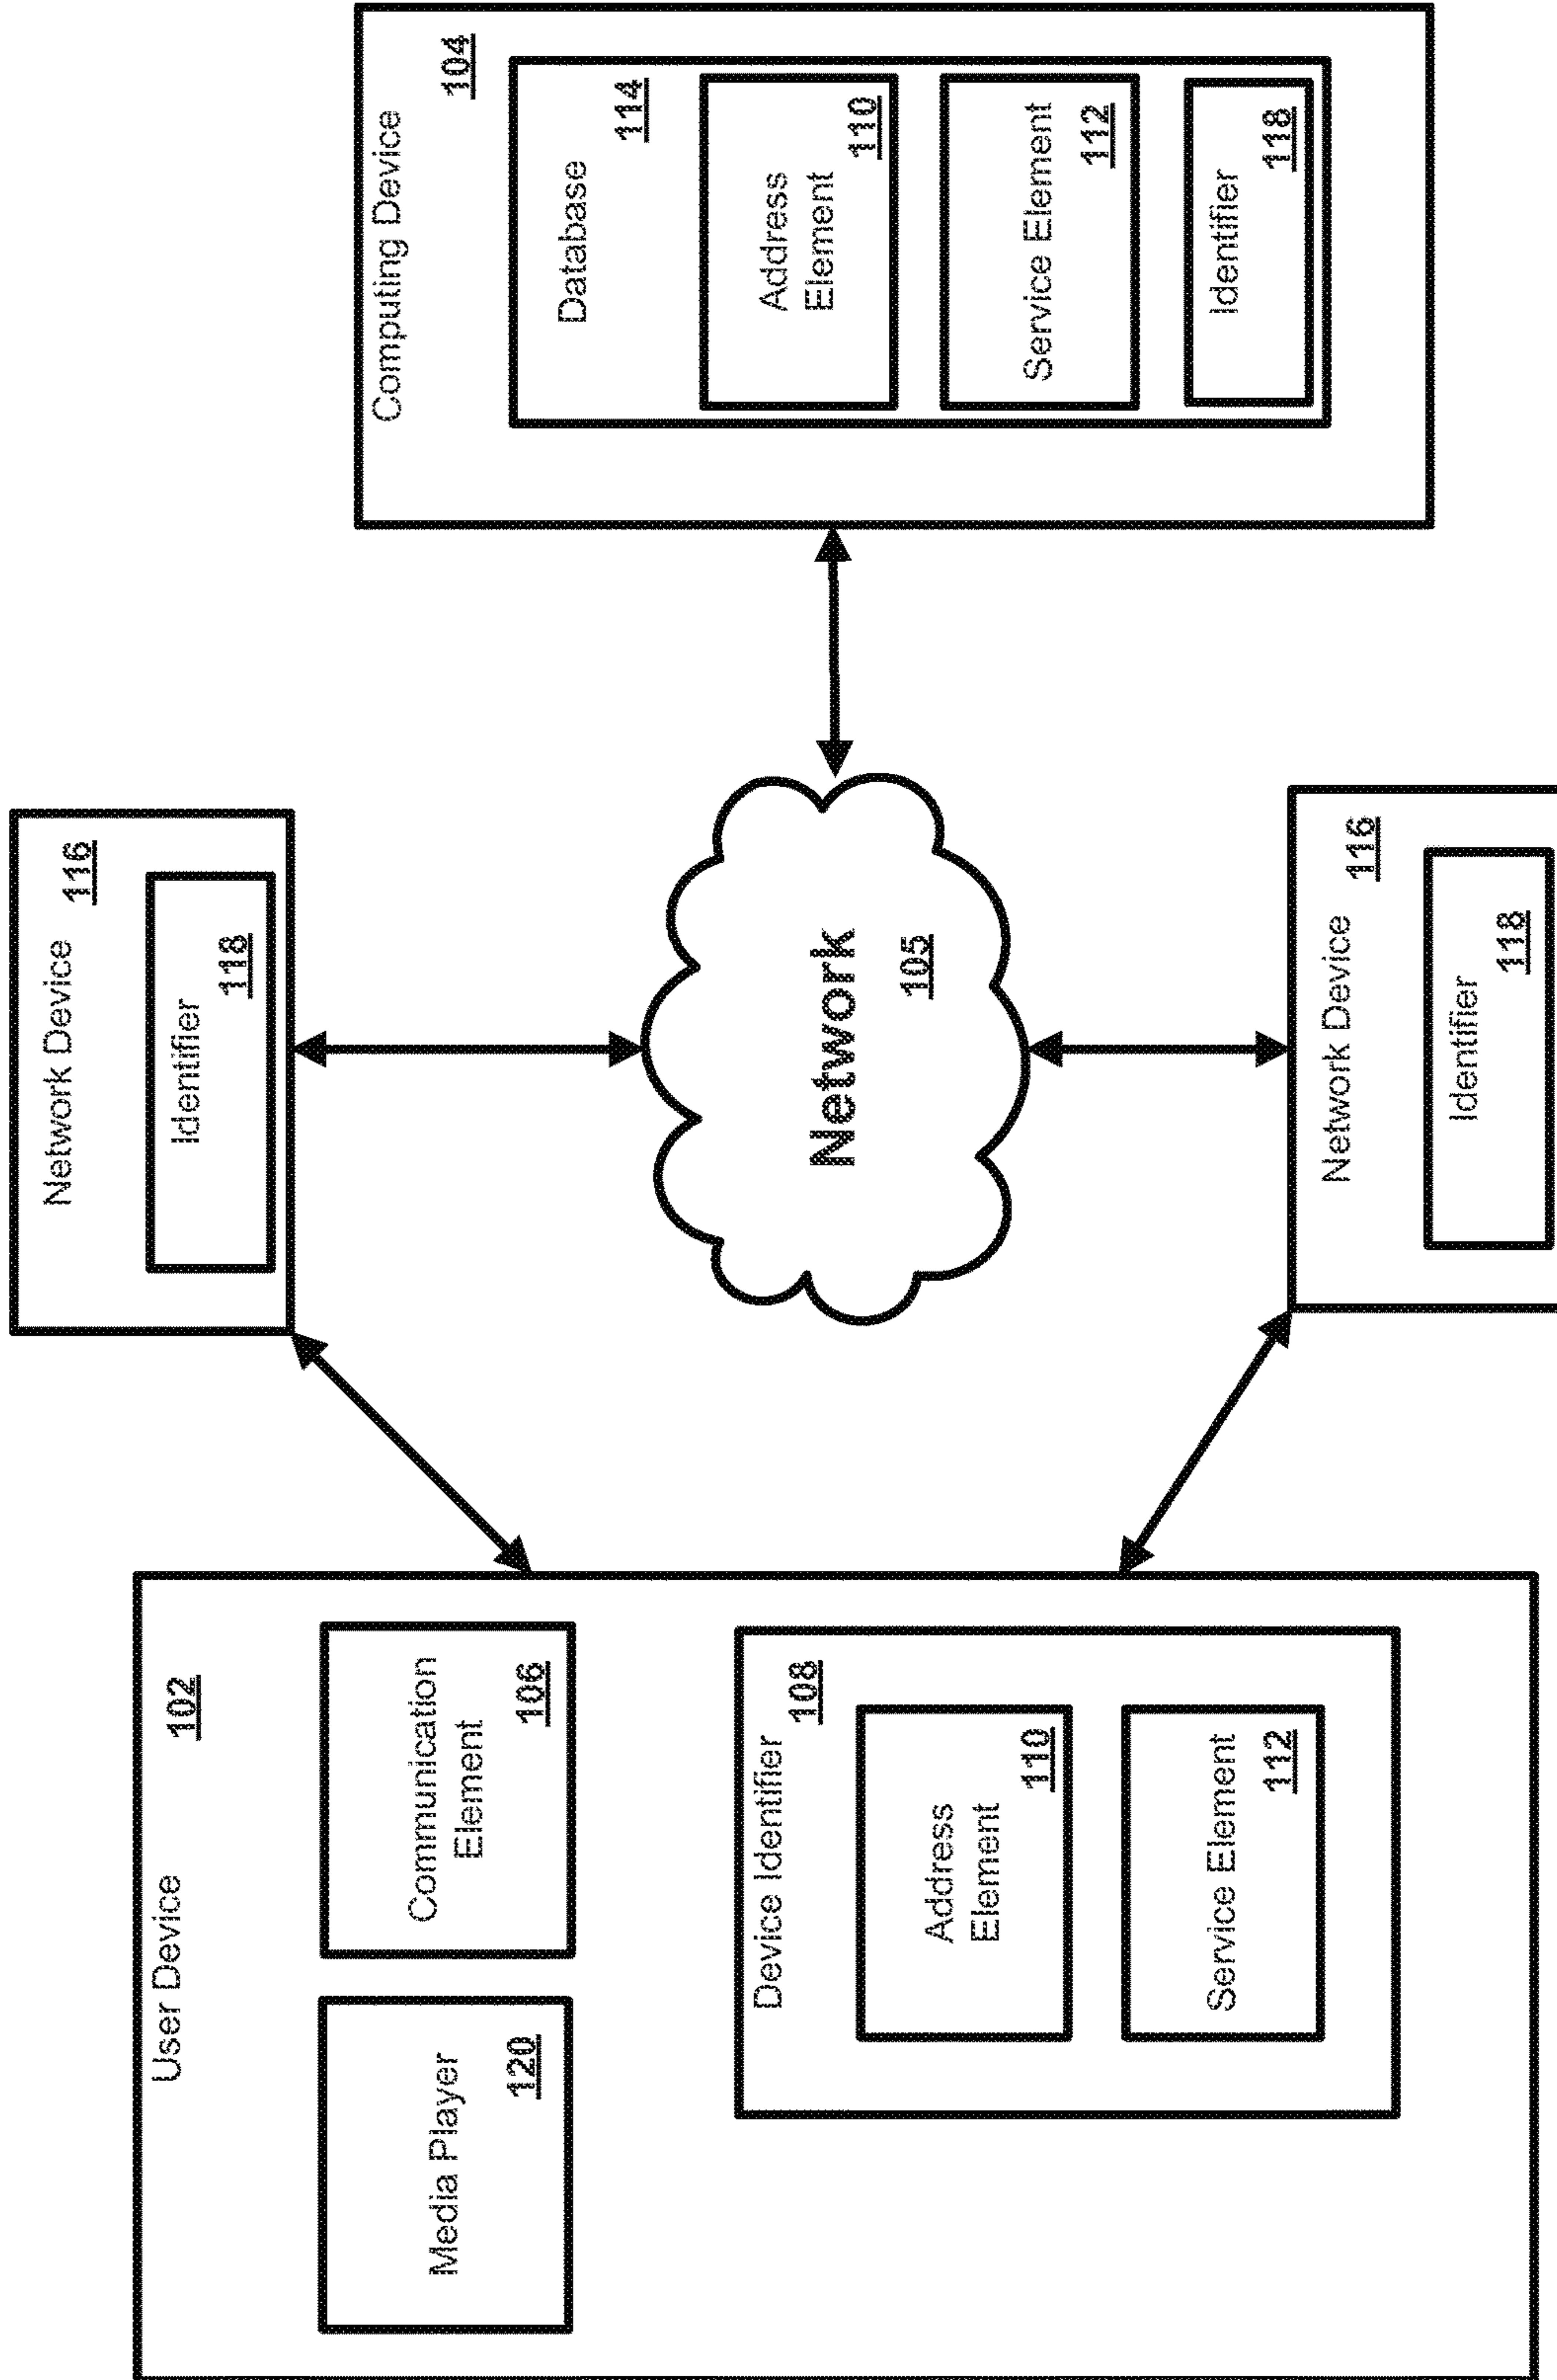 User Device
102
Media Player
120
Communication
Element
106
Device Identifier
108
Address
Element
110
Service Element
112
Network Device
116
Identifier
118
Network
105
Network Device
116
Identifier
118
Computing Device
104
Database
114
Address
Element
110
Service Element
112
Identifier
118